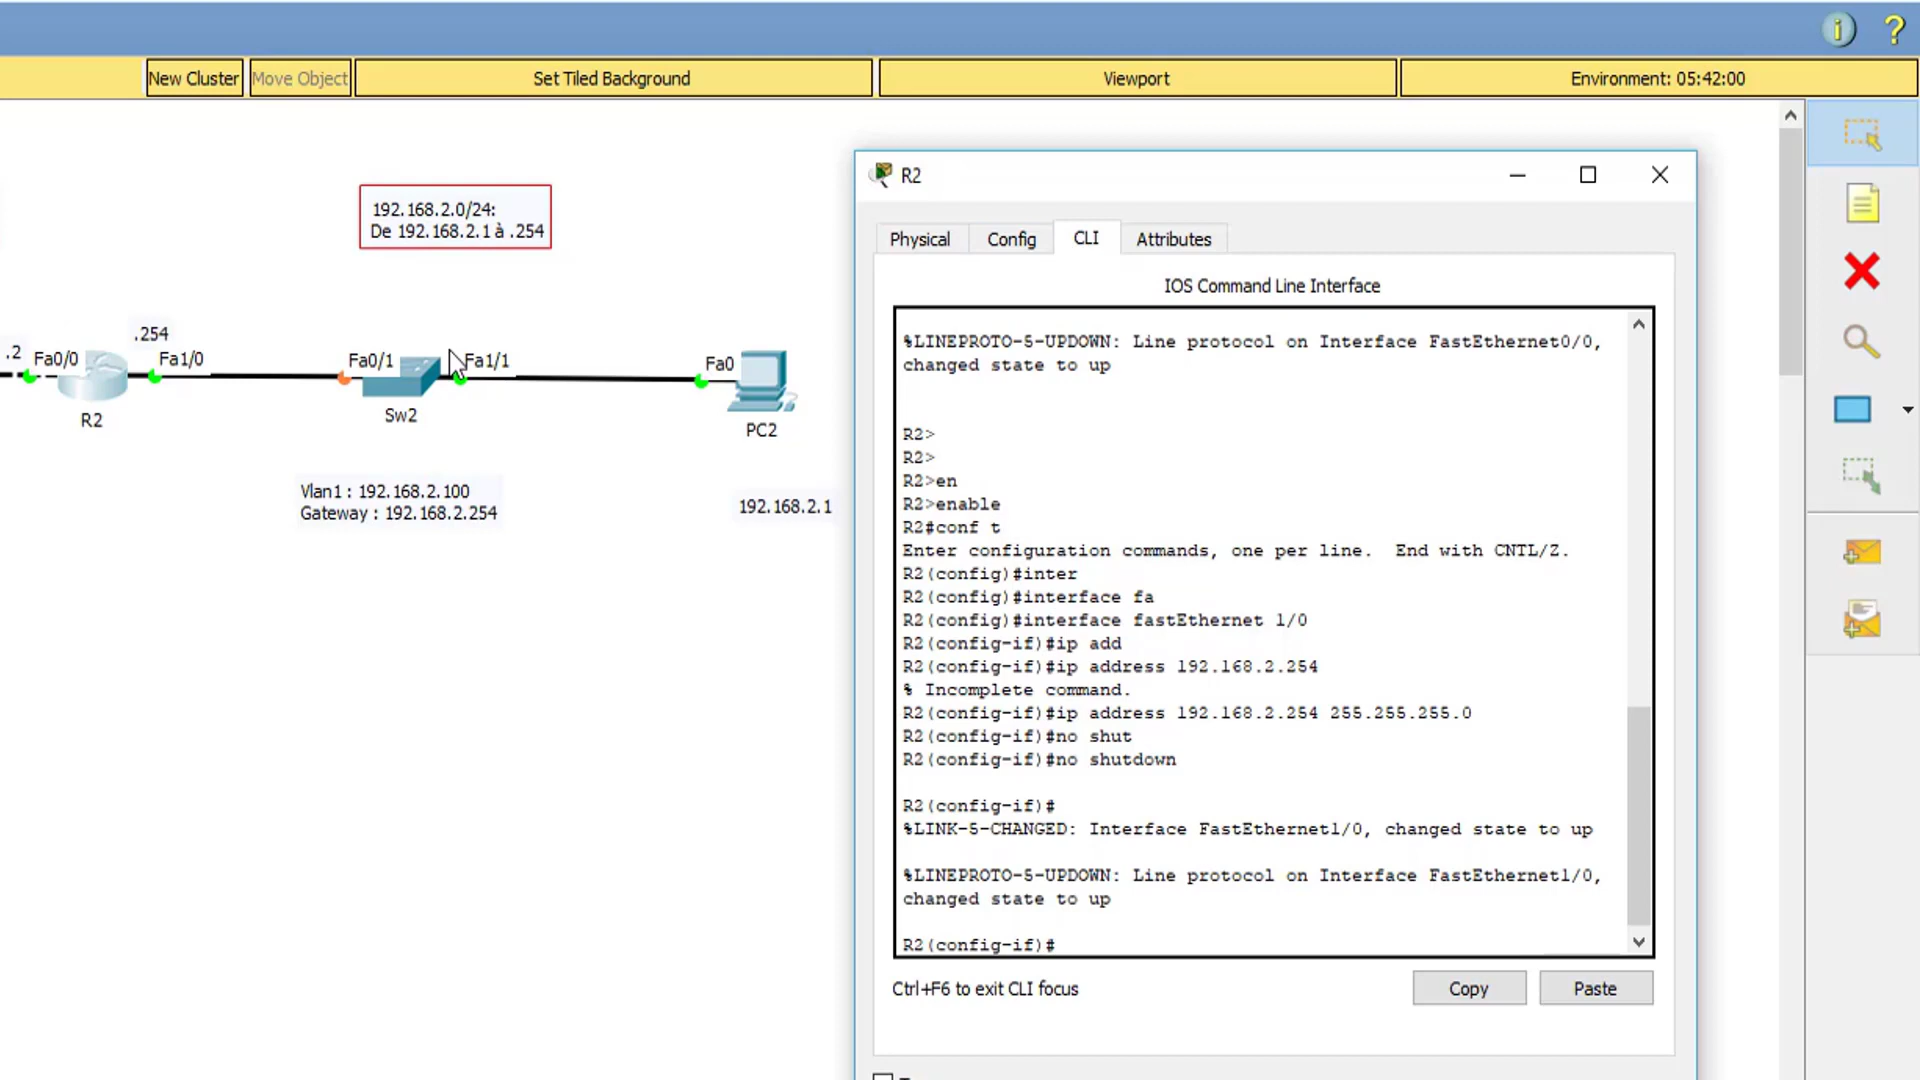 i ?
New Cluster Move Object Set Tiled Background Viewport Environment: 05:42:00
192.168.2.0/24:
De 192.168.2.1 à .254
.2 Fa0/0 .254 Fa1/0 Fa0/1 Fa1/1 Fa0
R2 Sw2 PC2
Vlan1 : 192.168.2.100
Gateway : 192.168.2.254
192.168.2.1
R2
Physical Config CLI Attributes
IOS Command Line Interface
%LINEPROTO-5-UPDOWN: Line protocol on Interface FastEthernet0/0,
changed state to up
R2>
R2>
R2>en
R2>enable
R2#conf t
Enter configuration commands, one per line.  End with CNTL/Z.
R2(config)#inter
R2(config)#interface fa
R2(config)#interface fastEthernet 1/0
R2(config-if)#ip add
R2(config-if)#ip address 192.168.2.254
% Incomplete command.
R2(config-if)#ip address 192.168.2.254 255.255.255.0
R2(config-if)#no shut
R2(config-if)#no shutdown
R2(config-if)#
%LINK-5-CHANGED: Interface FastEthernet1/0, changed state to up
%LINEPROTO-5-UPDOWN: Line protocol on Interface FastEthernet1/0,
changed state to up
R2(config-if)#
Ctrl+F6 to exit CLI focus Copy Paste